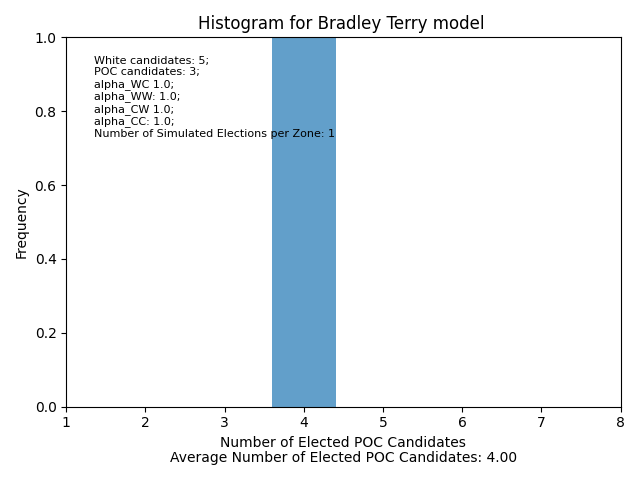 Histogram for Bradley Terry model
1.0
0.8
0.6
0.4
0.2
0.0
Frequency
White candidates: 5;
POC candidates: 3;
alpha_WC 1.0;
alpha_WW: 1.0;
alpha_CW 1.0;
alpha_CC: 1.0;
Number of Simulated Elections per Zone: 1
1 2 3 4 5 6 7 8
Number of Elected POC Candidates
Average Number of Elected POC Candidates: 4.00